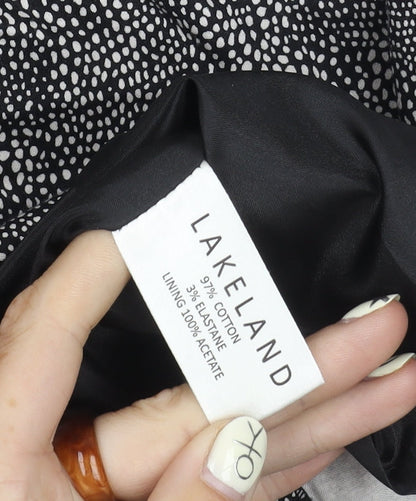 LAKELAND
97% COTTON
3% ELASTANE
LINING 100% ACETATE